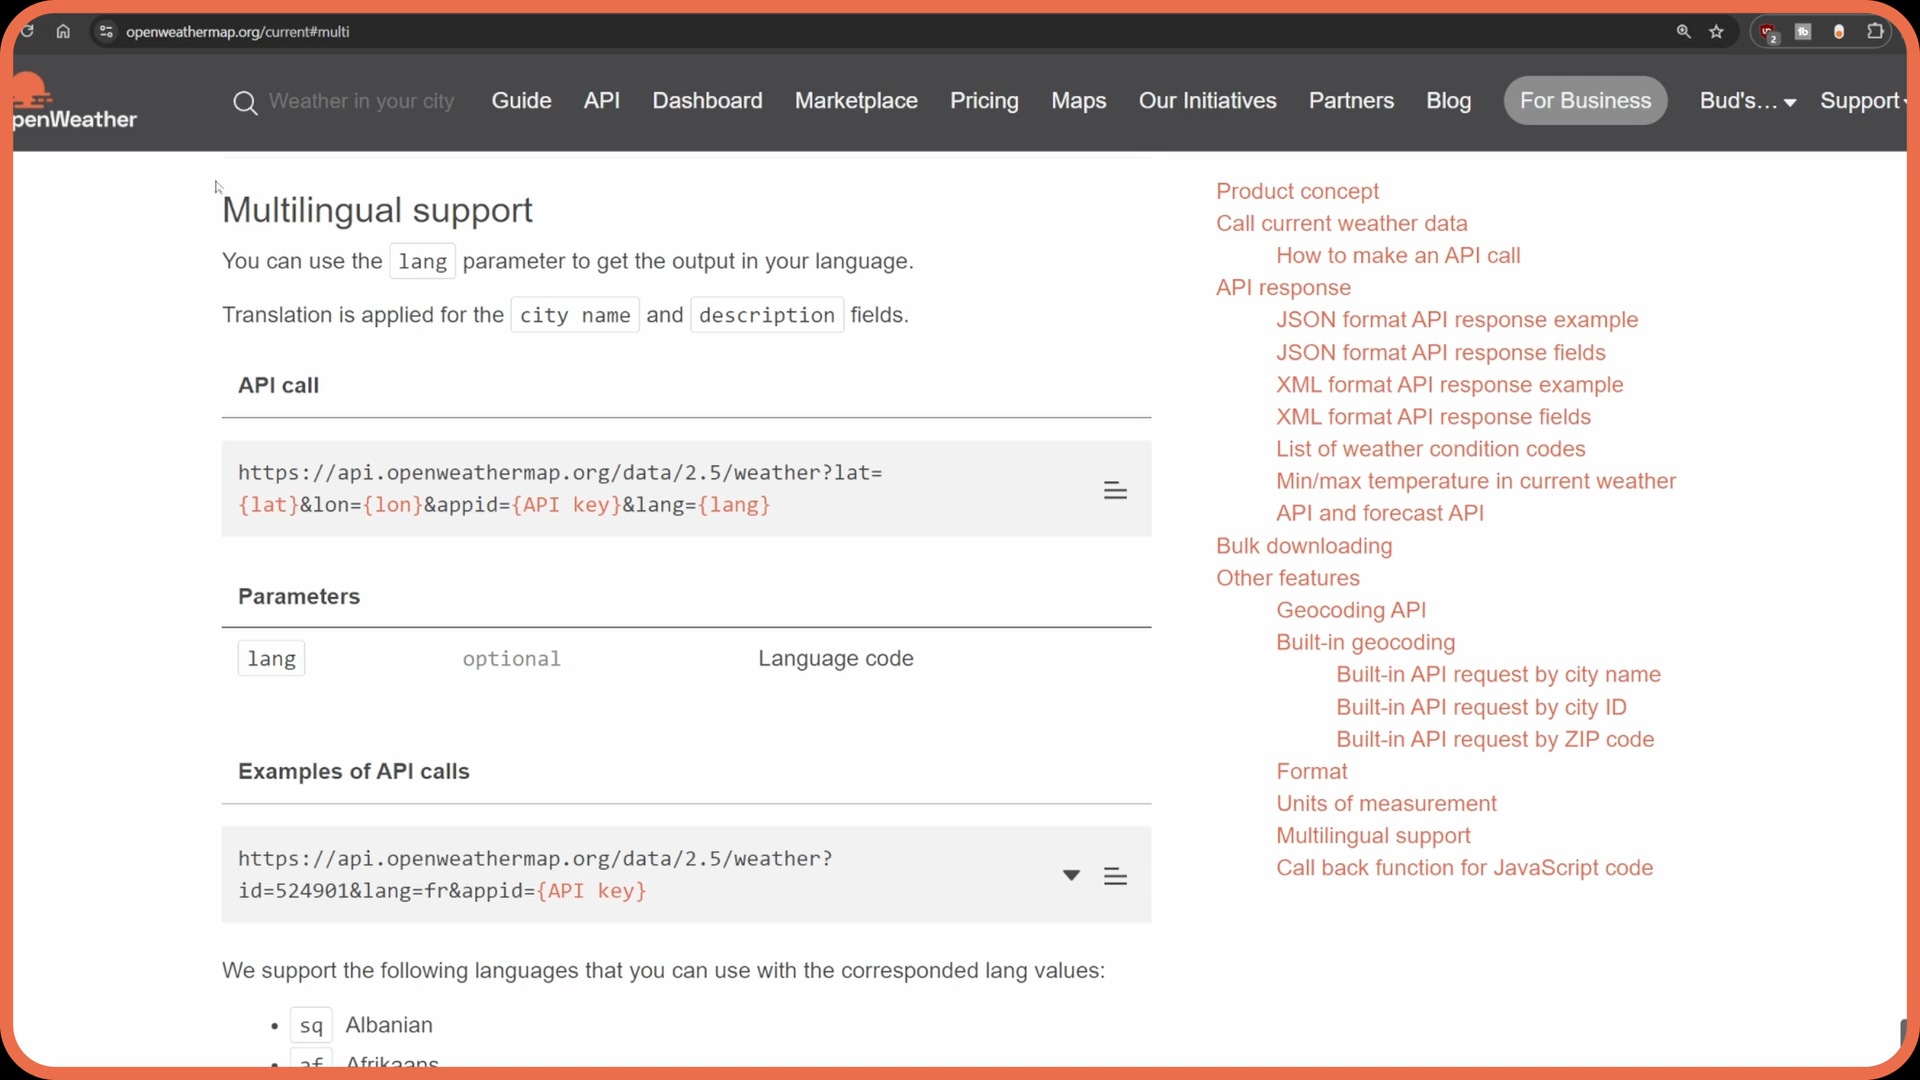 openweathermap.org/current#multi
2
penWeather
Weather in your city
Guide
API
Dashboard
Marketplace
Pricing
Maps
Our Initiatives
Partners
Blog
For Business
Bud's...
Support
Multilingual support
You can use the lang parameter to get the output in your language.
Translation is applied for the city name and description fields.
API call
https://api.openweathermap.org/data/2.5/weather?lat=
{lat}&lon={lon}&appid={API key}&lang={lang}
Parameters
lang optional Language code
Examples of API calls
https://api.openweathermap.org/data/2.5/weather?
id=524901&lang=fr&appid={API key}
We support the following languages that you can use with the corresponded lang values:
• sq Albanian
• af Afrikaans
Product concept
Call current weather data
How to make an API call
API response
JSON format API response example
JSON format API response fields
XML format API response example
XML format API response fields
List of weather condition codes
Min/max temperature in current weather
API and forecast API
Bulk downloading
Other features
Geocoding API
Built-in geocoding
Built-in API request by city name
Built-in API request by city ID
Built-in API request by ZIP code
Format
Units of measurement
Multilingual support
Call back function for JavaScript code